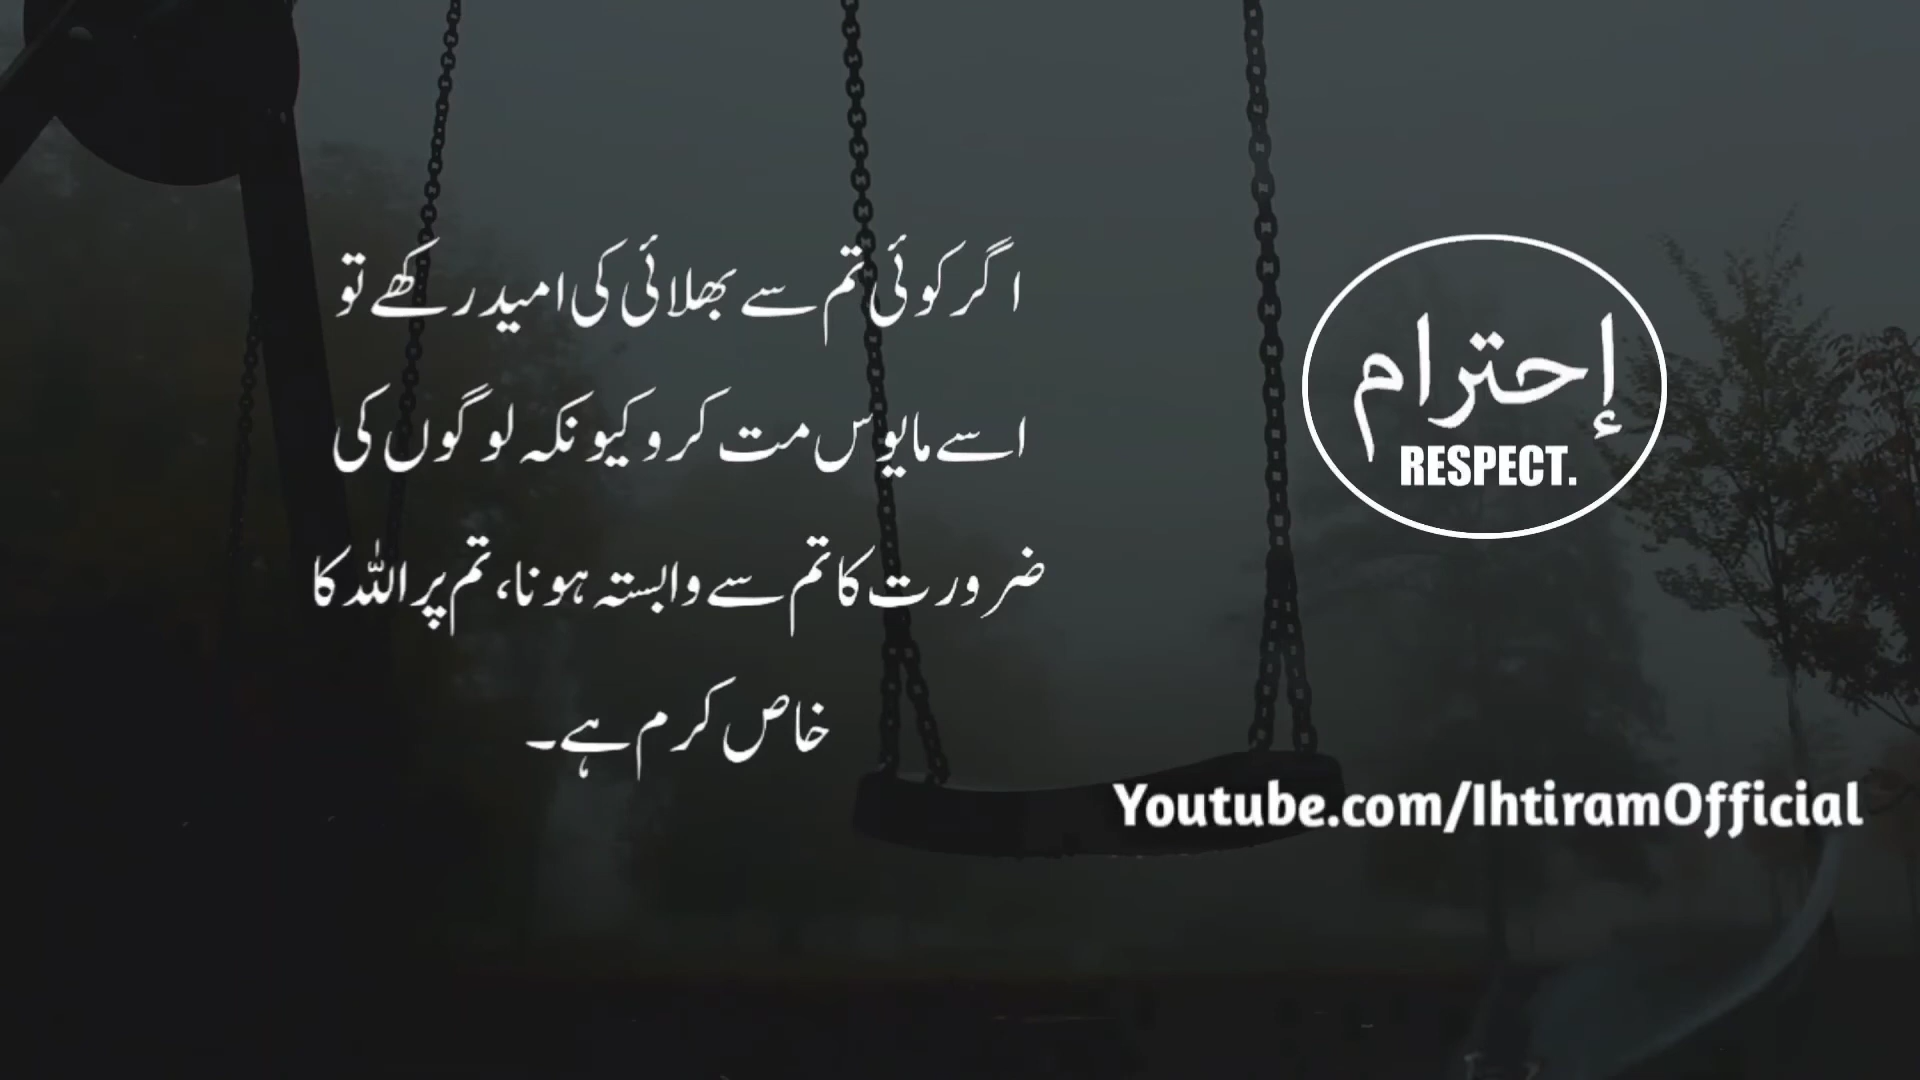 اگر کوئی تم سے بھلائی کی امید رکھے تو
اسے مایوس مت کرو کیونکہ لوگوں کی
ضرورت کا تم سے وابستہ ہونا، تم پر اللہ کا
خاص کرم ہے۔
إحترام
RESPECT.
Youtube.com/IhtiramOfficial